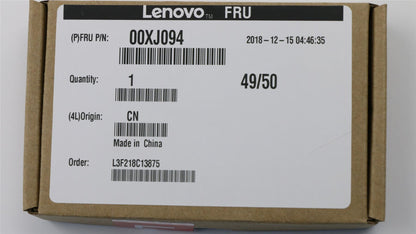 Lenovo™ FRU
(P)FRU P/N: 00XJ094 2018-12-15 04:46:35
Quantity: 1 49/50
(4L)Origin: CN
Made in China
Order: L3F218C13875